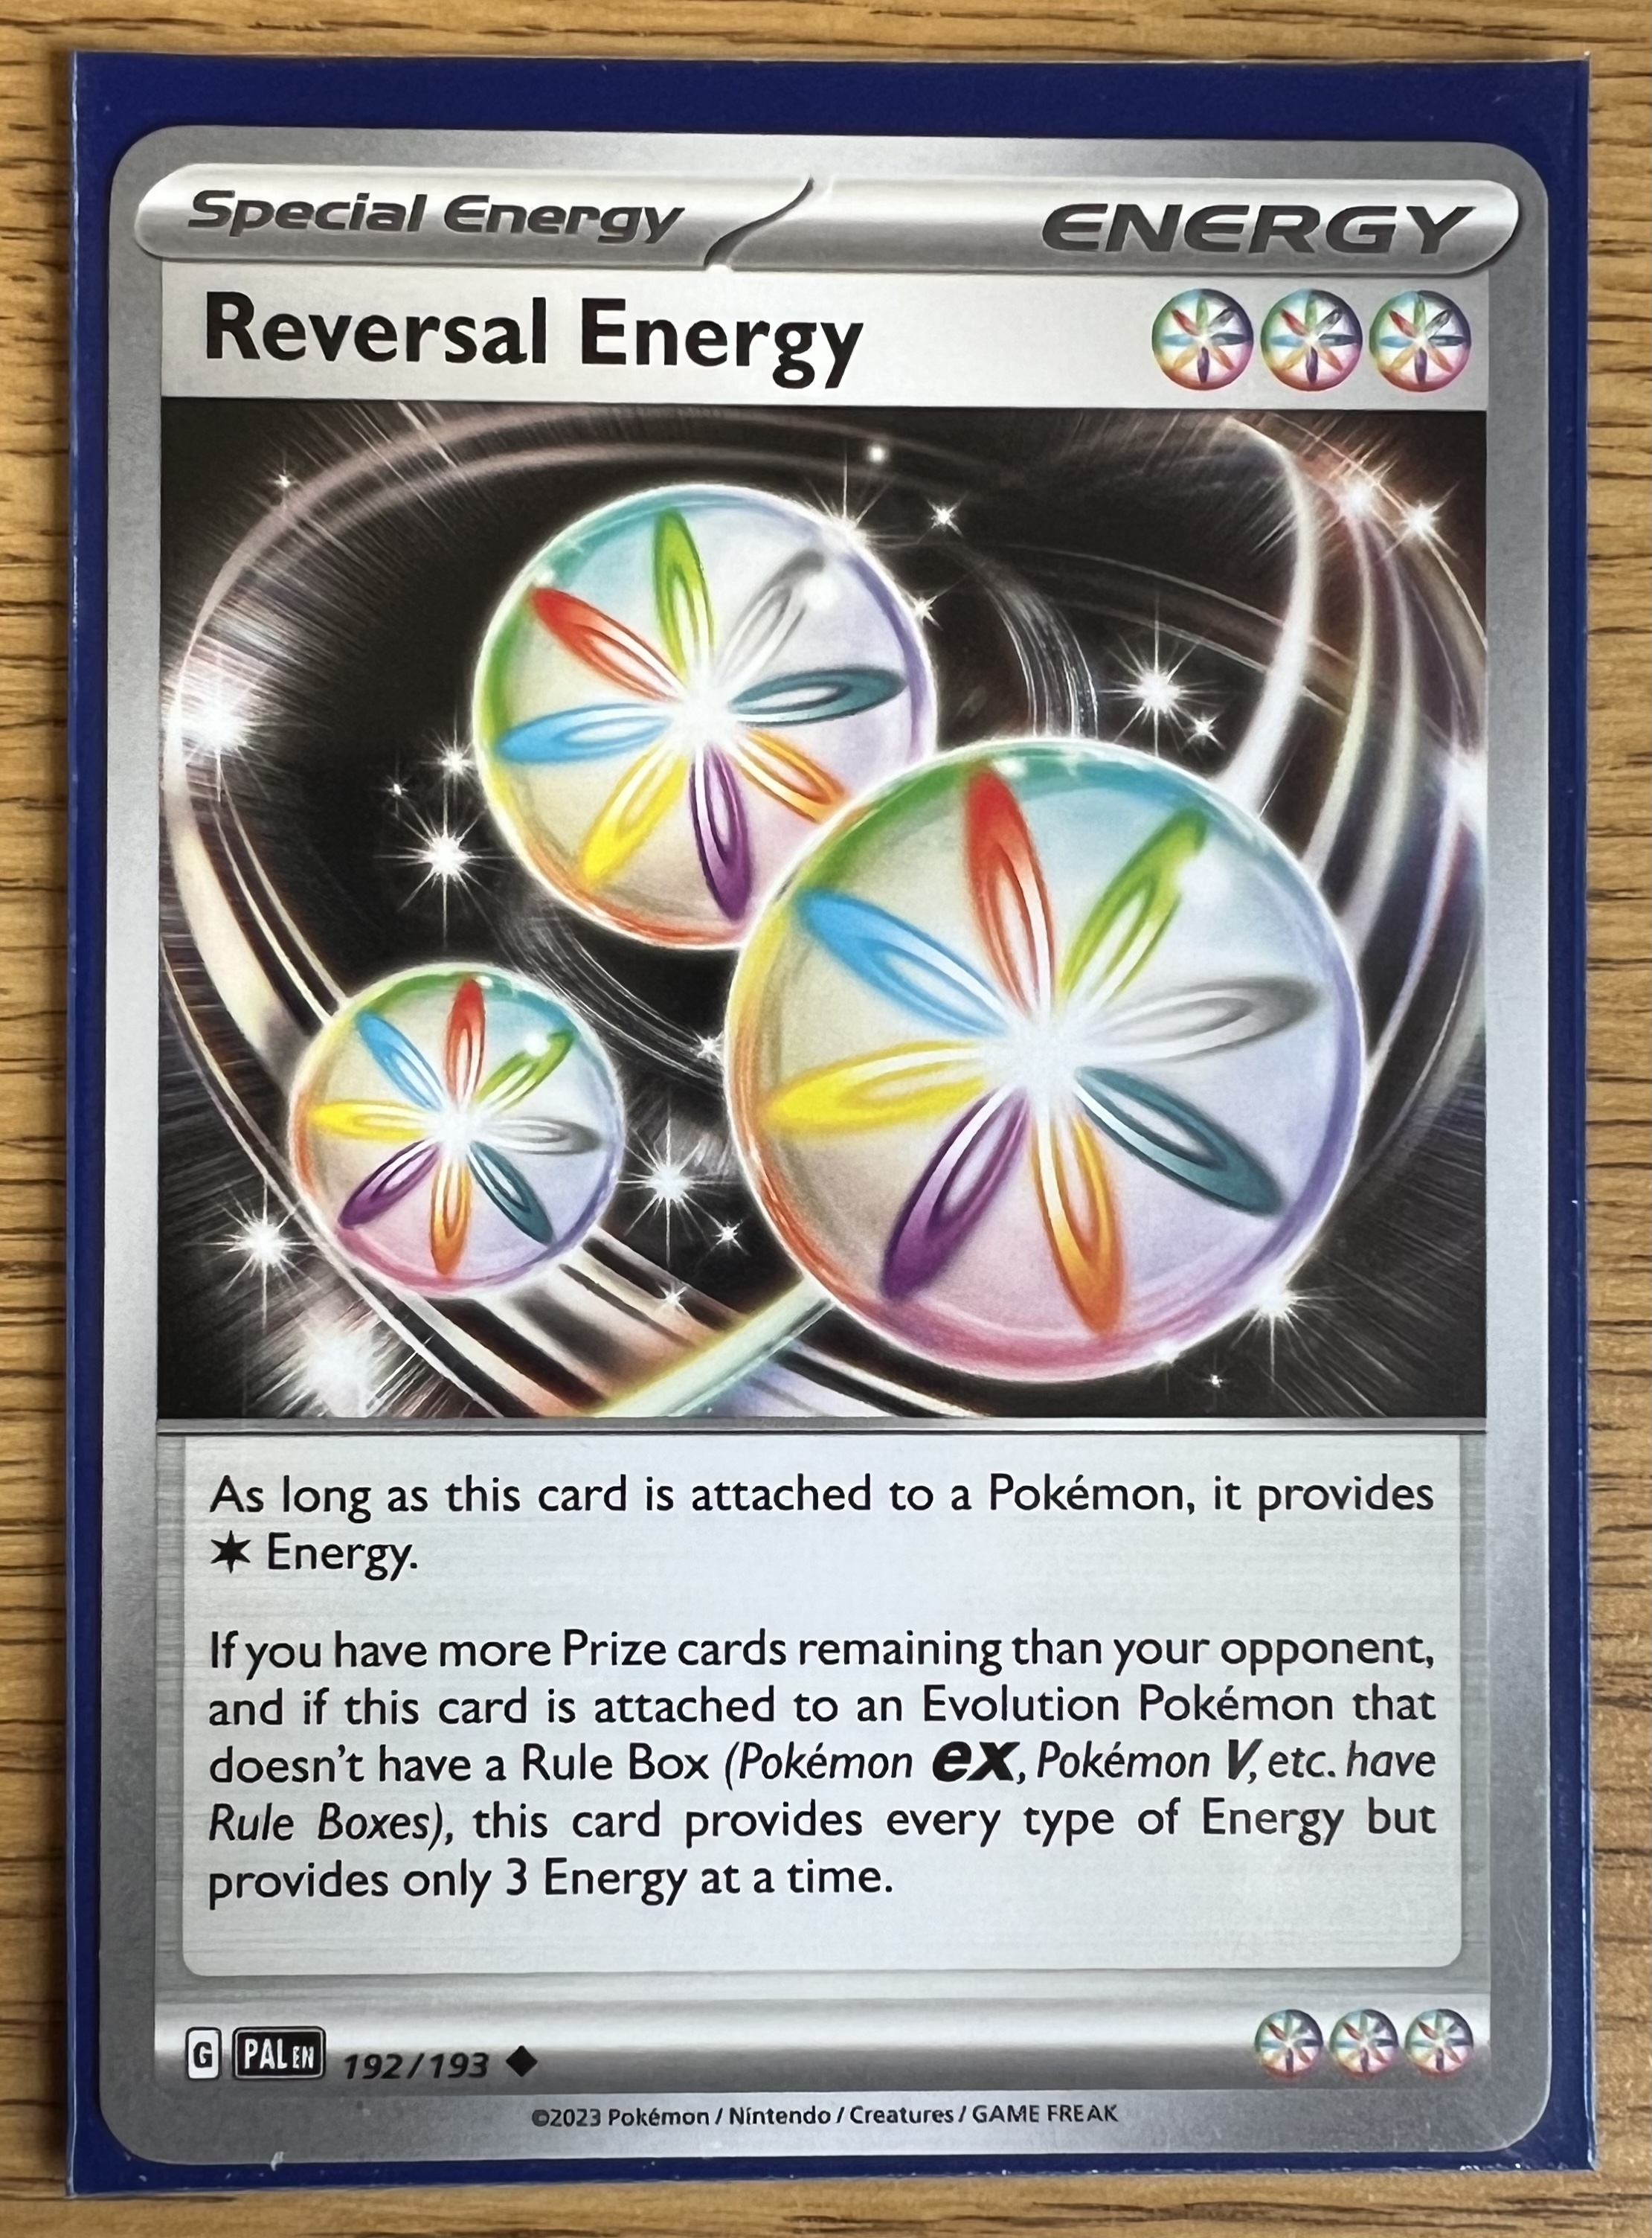 Special Energy ENERGY
Reversal Energy
As long as this card is attached to a Pokémon, it provides
✶ Energy.
If you have more Prize cards remaining than your opponent,
and if this card is attached to an Evolution Pokémon that
doesn't have a Rule Box (Pokémon ex, Pokémon V, etc. have
Rule Boxes), this card provides every type of Energy but
provides only 3 Energy at a time.
G PAL EN 192/193 ◆
©2023 Pokémon / Nintendo / Creatures / GAME FREAK